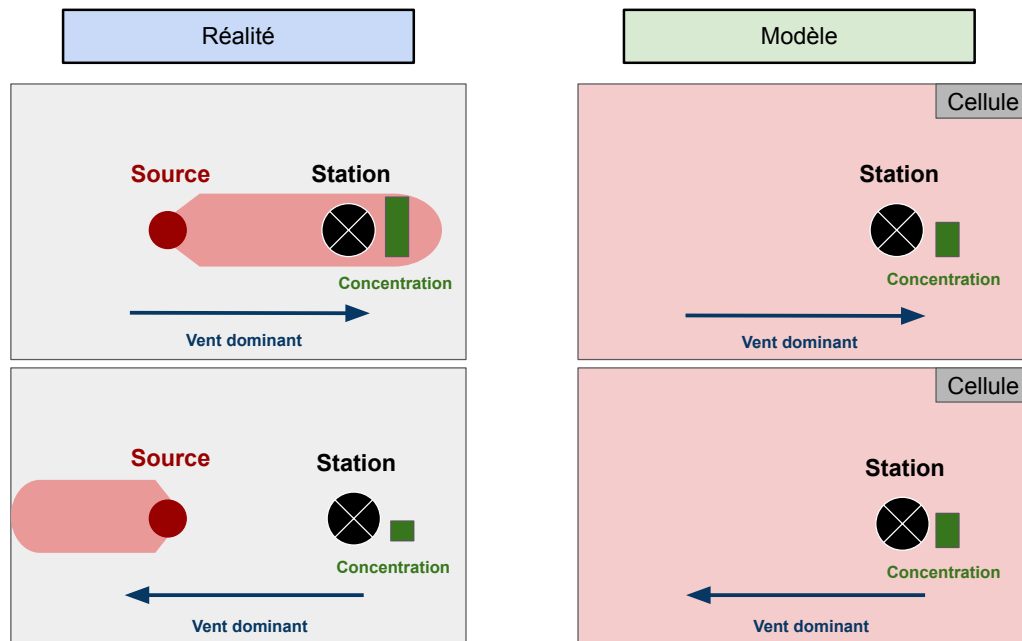 Réalité
Modèle
Cellule
Source
Station
Concentration
Vent dominant
Station
Concentration
Vent dominant
Cellule
Source
Station
Concentration
Vent dominant
Station
Concentration
Vent dominant